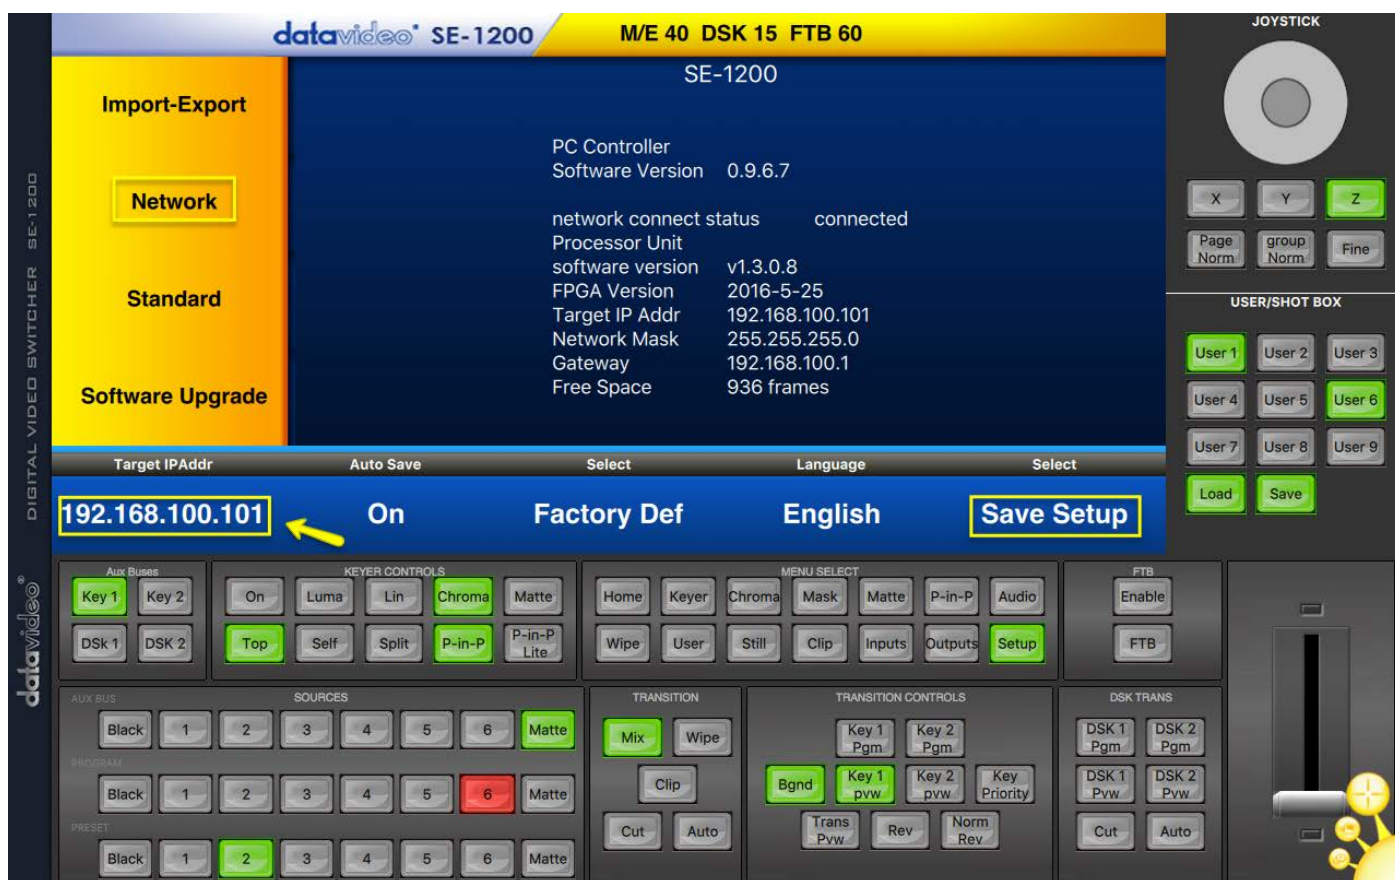 datavideo® SE-1200
M/E 40 DSK 15 FTB 60
Import-Export
Network
Standard
Software Upgrade
SE-1200
PC Controller
Software Version 0.9.6.7
network connect status connected
Processor Unit
software version v1.3.0.8
FPGA Version 2016-5-25
Target IP Addr 192.168.100.101
Network Mask 255.255.255.0
Gateway 192.168.100.1
Free Space 936 frames
Target IPAddr Auto Save Select Language Select
192.168.100.101 On Factory Def English Save Setup
JOYSTICK
X Y Z
Page Norm group Norm Fine
USER/SHOT BOX
User 1 User 2 User 3
User 4 User 5 User 6
User 7 User 8 User 9
Load Save
DIGITAL VIDEO SWITCHER SE-1200
datavideo®
Aux Buses
Key 1 Key 2
DSk 1 DSK 2
KEYER CONTROLS
On Luma Lin Chroma Matte
Top Self Split P-in-P P-in-P Lite
MENU SELECT
Home Keyer Chroma Mask Matte P-in-P Audio
Wipe User Still Clip Inputs Outputs Setup
FTB
Enable
FTB
AUX BUS SOURCES
Black 1 2 3 4 5 6 Matte
PROGRAM
Black 1 2 3 4 5 6 Matte
PRESET
Black 1 2 3 4 5 6 Matte
TRANSITION
Mix Wipe
Clip
Cut Auto
TRANSITION CONTROLS
Key 1 Pgm Key 2 Pgm
Bgnd Key 1 pvw Key 2 pvw Key Priority
Trans Pvw Rev Norm Rev
DSK TRANS
DSK 1 Pgm DSK 2 Pgm
DSK 1 Pvw DSK 2 Pvw
Cut Auto